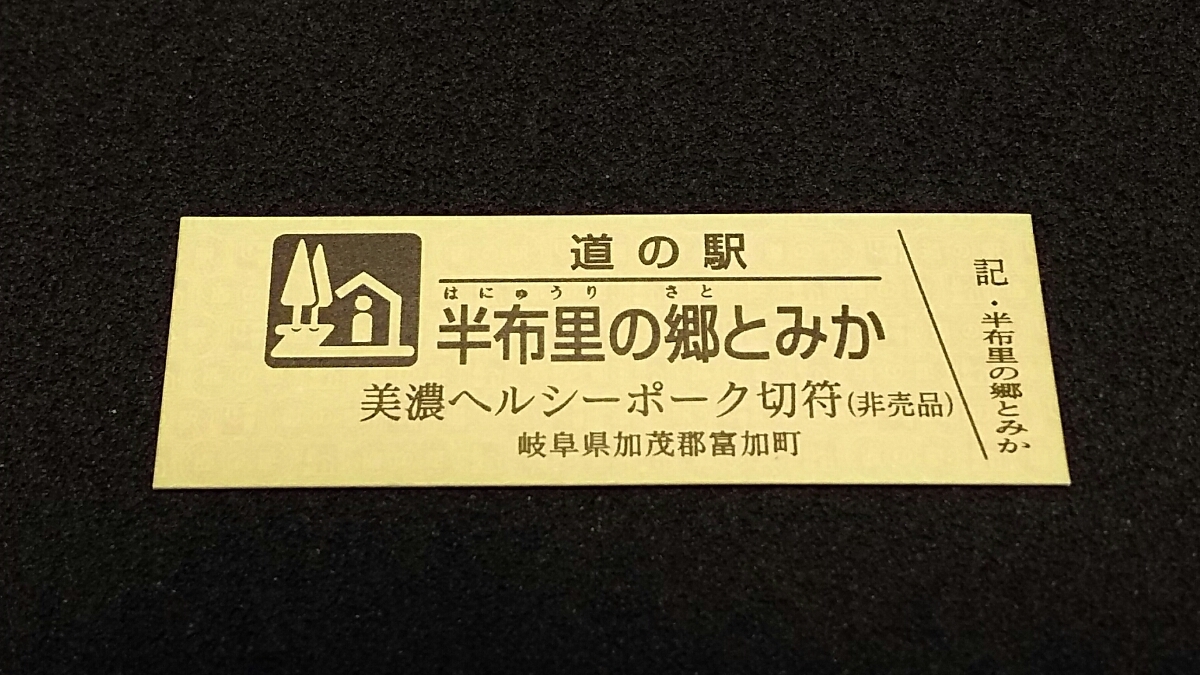 道の駅
はにゅうり さと
半布里の郷とみか
美濃ヘルシーポーク切符(非売品)
岐阜県加茂郡富加町
記・半布里の郷とみか